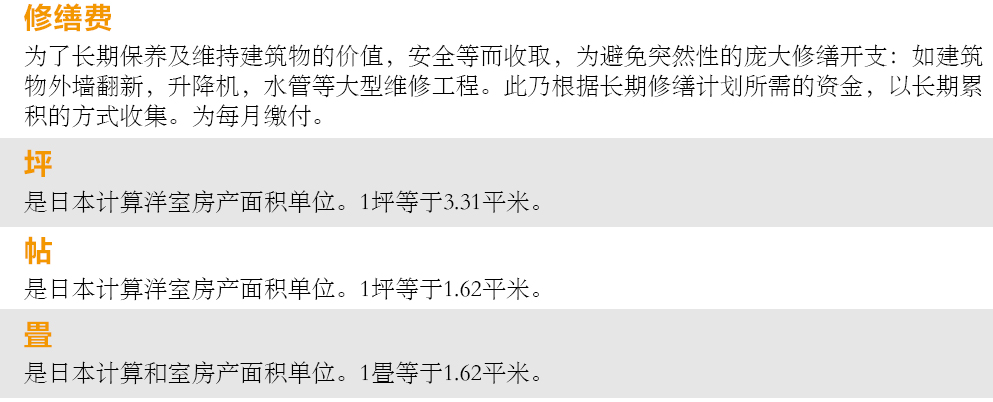 修缮费
为了长期保养及维持建筑物的价值，安全等而收取，为避免突然性的庞大修缮开支：如建筑
物外墙翻新，升降机，水管等大型维修工程。此乃根据长期修缮计划所需的资金，以长期累
积的方式收集。为每月缴付。
坪
是日本计算洋室房产面积单位。1坪等于3.31平米。
帖
是日本计算洋室房产面积单位。1坪等于1.62平米。
畳
是日本计算和室房产面积单位。1畳等于1.62平米。